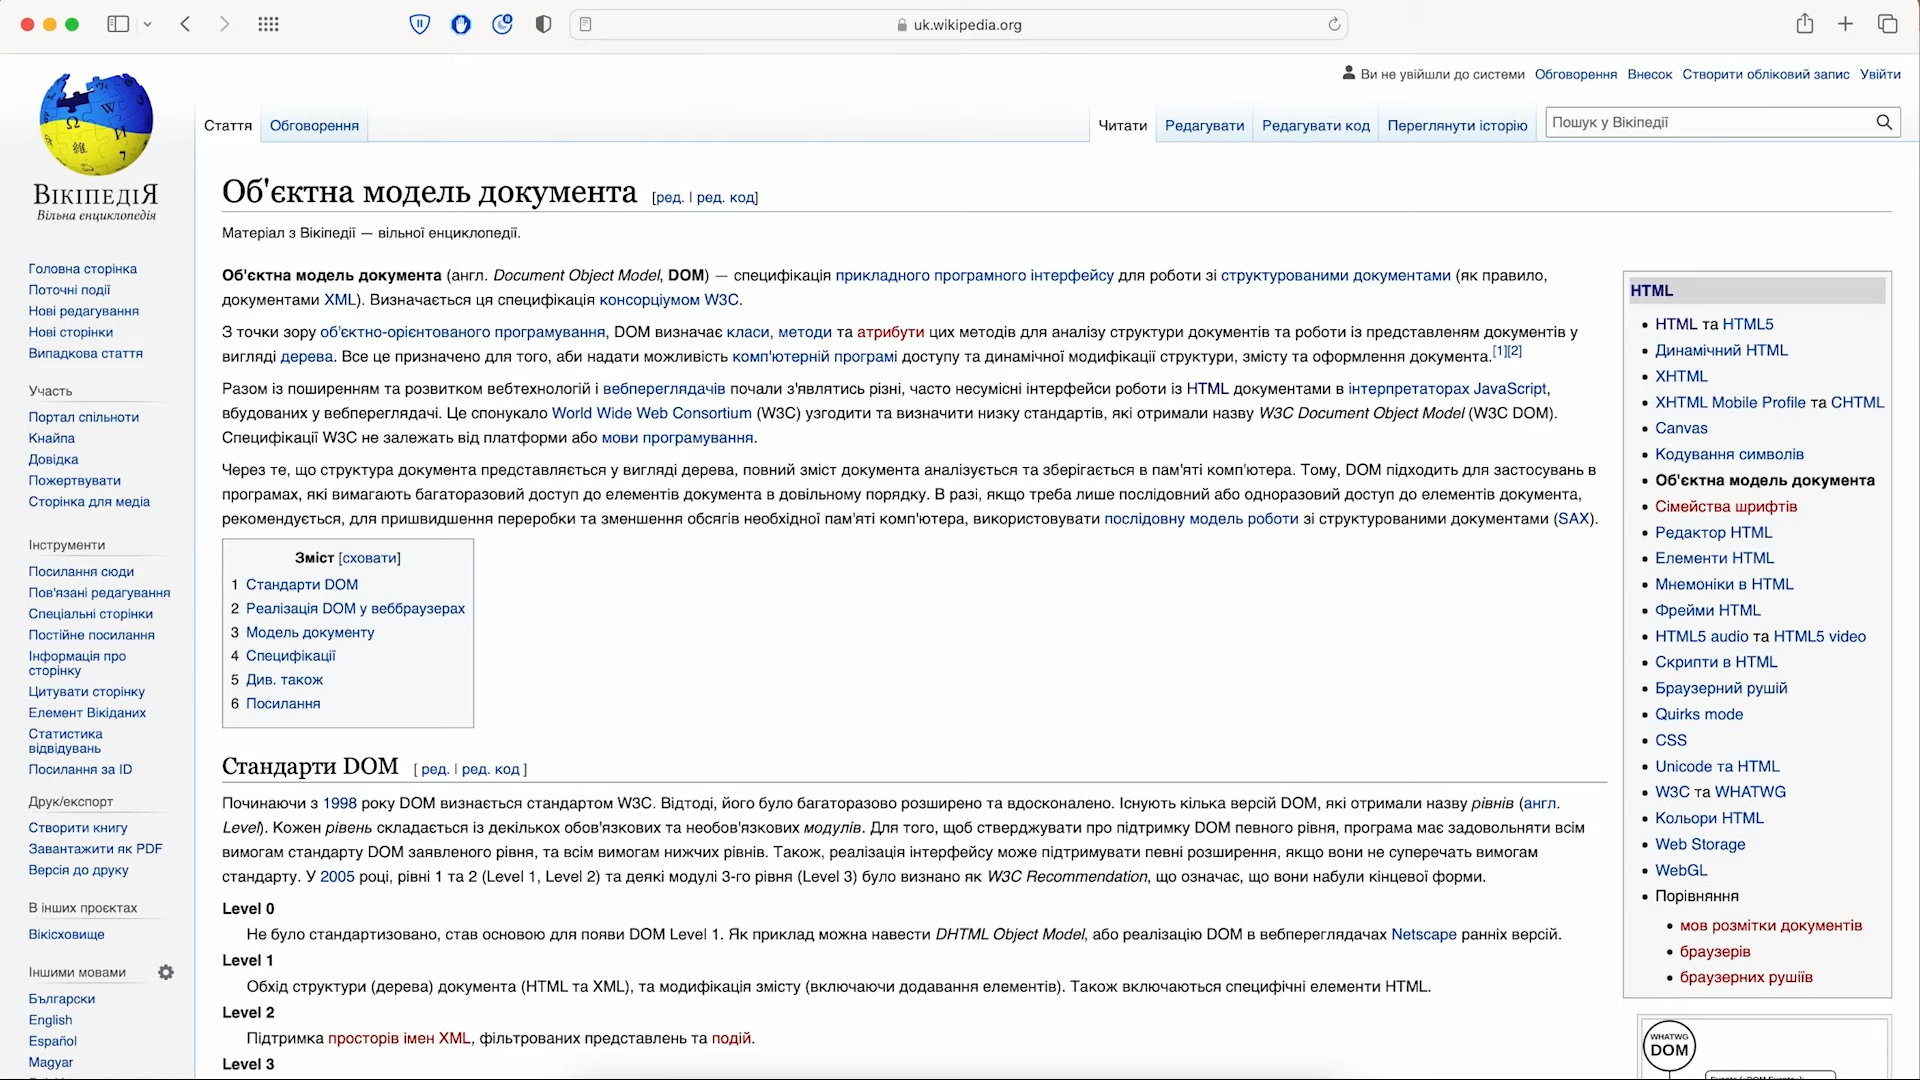 uk.wikipedia.org
Ви не увійшли до системи Обговорення Внесок Створити обліковий запис Увійти
Стаття Обговорення
Читати Редагувати Редагувати код Переглянути історію
Пошук у Вікіпедії
ВікіпедіЯ
Вільна енциклопедія
Головна сторінка
Поточні події
Нові редагування
Нові сторінки
Випадкова стаття
Участь
Портал спільноти
Кнайпа
Довідка
Пожертвувати
Сторінка для медіа
Інструменти
Посилання сюди
Пов'язані редагування
Спеціальні сторінки
Постійне посилання
Інформація про
сторінку
Цитувати сторінку
Елемент Вікіданих
Статистика
відвідувань
Посилання за ID
Друк/експорт
Створити книгу
Завантажити як PDF
Версія до друку
В інших проєктах
Вікісховище
Іншими мовами
Български
English
Español
Magyar
Об'єктна модель документа [ред. | ред. код]
Матеріал з Вікіпедії — вільної енциклопедії.
Об'єктна модель документа (англ. Document Object Model, DOM) — специфікація прикладного програмного інтерфейсу для роботи зі структурованими документами (як правило,
документами XML). Визначається ця специфікація консорціумом W3C.
З точки зору об'єктно-орієнтованого програмування, DOM визначає класи, методи та атрибути цих методів для аналізу структури документів та роботи із представленням документів у
вигляді дерева. Все це призначено для того, аби надати можливість комп'ютерній програмі доступу та динамічної модифікації структури, змісту та оформлення документа.[1][2]
Разом із поширенням та розвитком вебтехнологій і вебпереглядачів почали з'являтись різні, часто несумісні інтерфейси роботи із HTML документами в інтерпретаторах JavaScript,
вбудованих у вебпереглядачі. Це спонукало World Wide Web Consortium (W3C) узгодити та визначити низку стандартів, які отримали назву W3C Document Object Model (W3C DOM).
Специфікації W3C не залежать від платформи або мови програмування.
Через те, що структура документа представляється у вигляді дерева, повний зміст документа аналізується та зберігається в пам'яті комп'ютера. Тому, DOM підходить для застосувань в
програмах, які вимагають багаторазовий доступ до елементів документа в довільному порядку. В разі, якщо треба лише послідовний або одноразовий доступ до елементів документа,
рекомендується, для пришвидшення переробки та зменшення обсягів необхідної пам'яті комп'ютера, використовувати послідовну модель роботи зі структурованими документами (SAX).
Зміст [сховати]
1 Стандарти DOM
2 Реалізація DOM у веббраузерах
3 Модель документу
4 Специфікації
5 Див. також
6 Посилання
Стандарти DOM [ ред. | ред. код ]
Починаючи з 1998 року DOM визнається стандартом W3C. Відтоді, його було багаторазово розширено та вдосконалено. Існують кілька версій DOM, які отримали назву рівнів (англ.
Level). Кожен рівень складається із декількох обов'язкових та необов'язкових модулів. Для того, щоб стверджувати про підтримку DOM певного рівня, програма має задовольняти всім
вимогам стандарту DOM заявленого рівня, та всім вимогам нижчих рівнів. Також, реалізація інтерфейсу може підтримувати певні розширення, якщо вони не суперечать вимогам
стандарту. У 2005 році, рівні 1 та 2 (Level 1, Level 2) та деякі модулі 3-го рівня (Level 3) було визнано як W3C Recommendation, що означає, що вони набули кінцевої форми.
Level 0
Не було стандартизовано, став основою для появи DOM Level 1. Як приклад можна навести DHTML Object Model, або реалізацію DOM в вебпереглядачах Netscape ранніх версій.
Level 1
Обхід структури (дерева) документа (HTML та XML), та модифікація змісту (включаючи додавання елементів). Також включаються специфічні елементи HTML.
Level 2
Підтримка просторів імен XML, фільтрованих представлень та подій.
Level 3
HTML
HTML та HTML5
Динамічний HTML
XHTML
XHTML Mobile Profile та CHTML
Canvas
Кодування символів
Об'єктна модель документа
Сімейства шрифтів
Редактор HTML
Елементи HTML
Мнемоніки в HTML
Фрейми HTML
HTML5 audio та HTML5 video
Скрипти в HTML
Браузерний рушій
Quirks mode
CSS
Unicode та HTML
W3C та WHATWG
Кольори HTML
Web Storage
WebGL
Порівняння
мов розмітки документів
браузерів
браузерних рушіїв
WHATWG
DOM